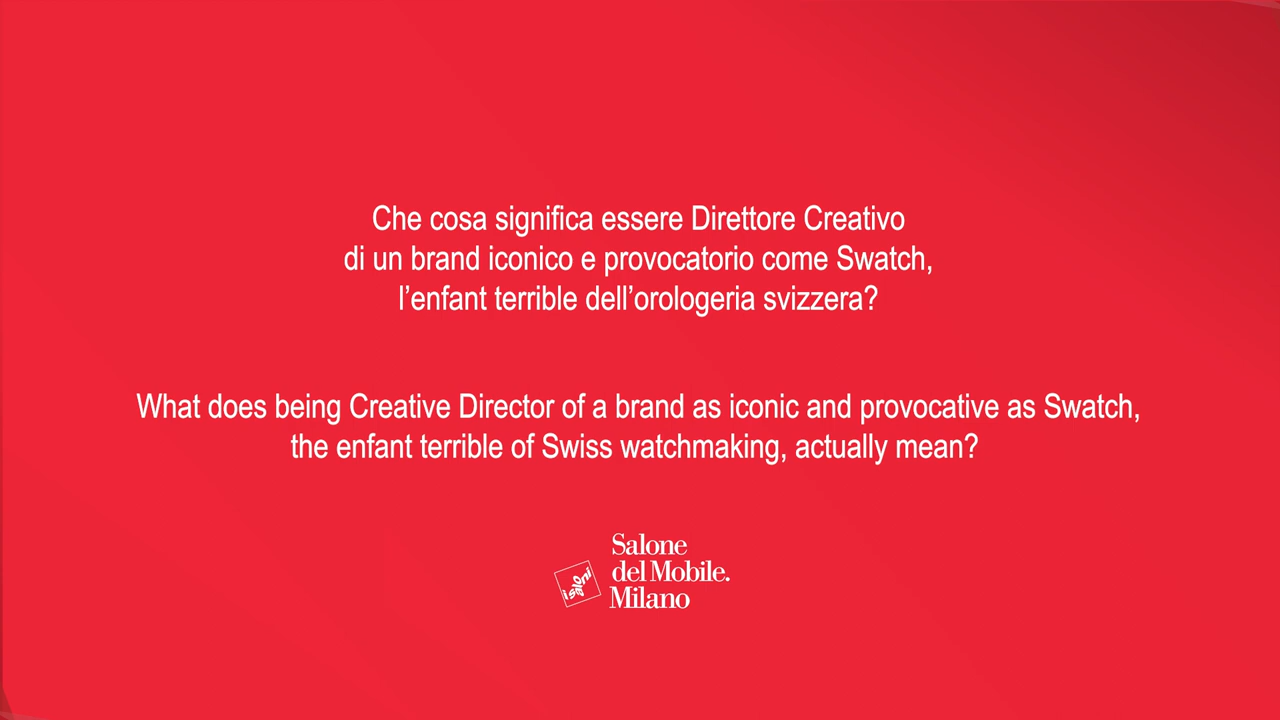 Che cosa significa essere Direttore Creativo
di un brand iconico e provocatorio come Swatch,
l’enfant terrible dell’orologeria svizzera?
What does being Creative Director of a brand as iconic and provocative as Swatch,
the enfant terrible of Swiss watchmaking, actually mean?
Salone
del Mobile.
Milano
i saloni